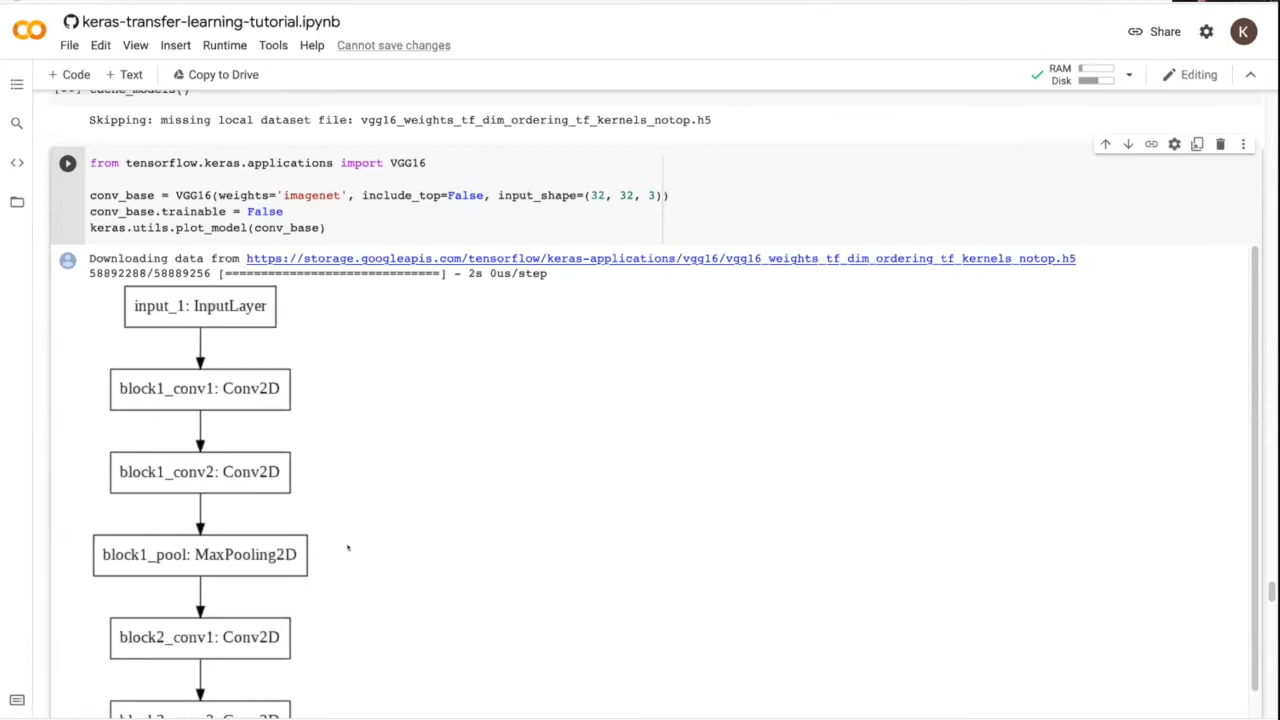 keras-transfer-learning-tutorial.ipynb
Share
K
File Edit View Insert Runtime Tools Help Cannot save changes
+ Code + Text Copy to Drive
RAM
Disk
Editing
cache_models()
Skipping: missing local dataset file: vgg16_weights_tf_dim_ordering_tf_kernels_notop.h5
from tensorflow.keras.applications import VGG16
conv_base = VGG16(weights='imagenet', include_top=False, input_shape=(32, 32, 3))
conv_base.trainable = False
keras.utils.plot_model(conv_base)
Downloading data from https://storage.googleapis.com/tensorflow/keras-applications/vgg16/vgg16_weights_tf_dim_ordering_tf_kernels_notop.h5
58892288/58889256 [==============================] - 2s 0us/step
input_1: InputLayer
block1_conv1: Conv2D
block1_conv2: Conv2D
block1_pool: MaxPooling2D
block2_conv1: Conv2D